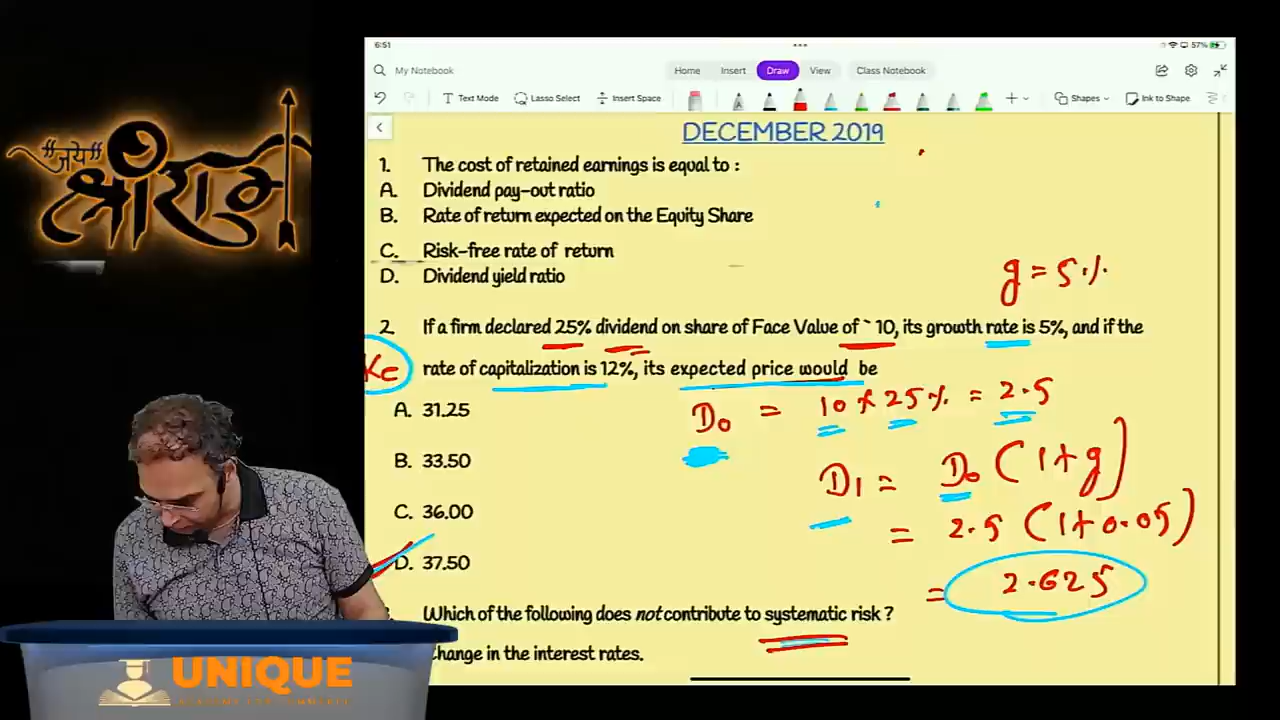 "जय"
श्रीराम
6:51
57%
My Notebook
Home Insert Draw View Class Notebook
Text Mode Lasso Select Insert Space Shapes Ink to Shape
DECEMBER 2019
1. The cost of retained earnings is equal to :
A. Dividend pay-out ratio
B. Rate of return expected on the Equity Share
C. Risk-free rate of return
D. Dividend yield ratio
g = 5%
2. If a firm declared 25% dividend on share of Face Value of ` 10, its growth rate is 5%, and if the
Ke
rate of capitalization is 12%, its expected price would be
A. 31.25
D₀ = 10 × 25% = 2.5
B. 33.50
D₁ = D₀ (1+g)
C. 36.00
= 2.5 (1+0.05)
D. 37.50
= 2.625
Which of the following does not contribute to systematic risk ?
hange in the interest rates.
UNIQUE